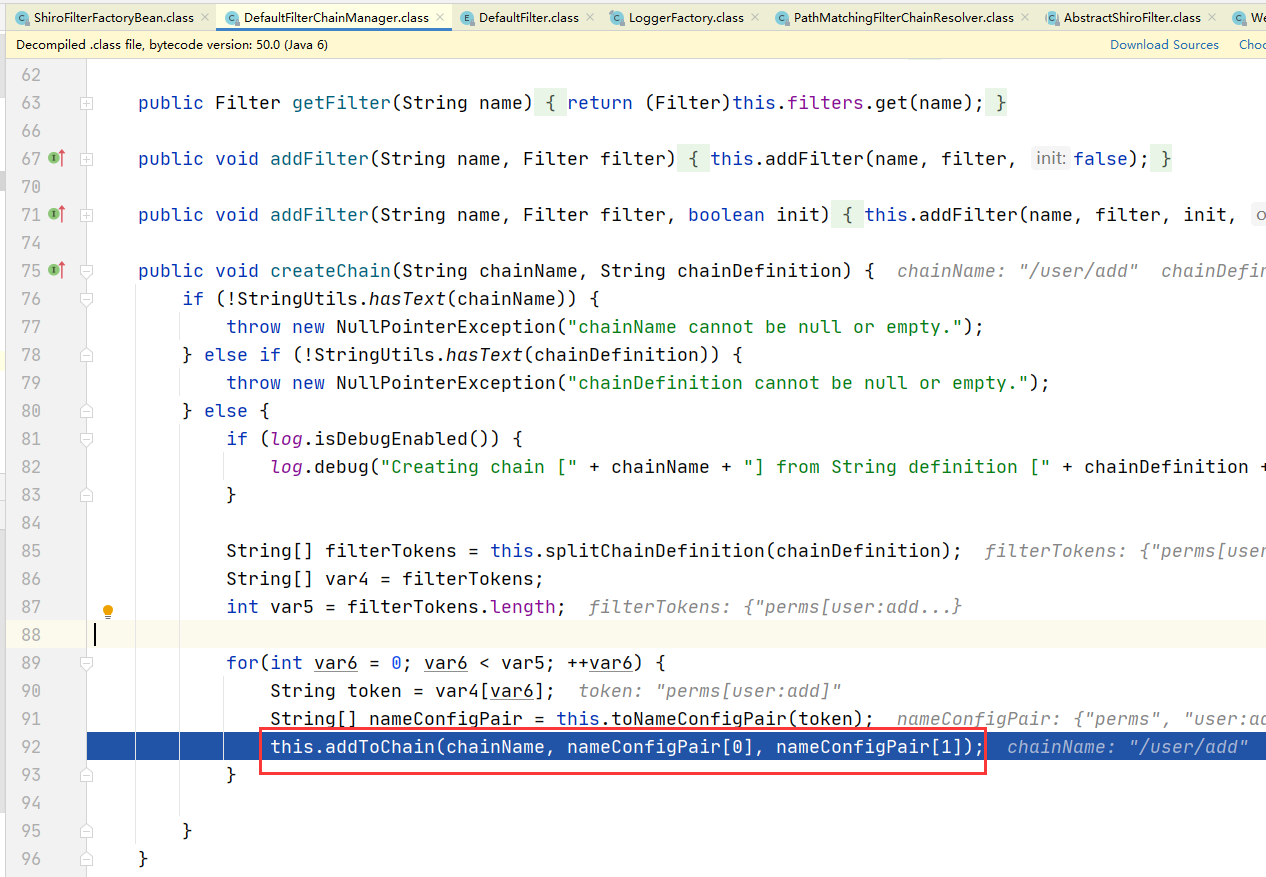 ShiroFilterFactoryBean.class DefaultFilterChainManager.class DefaultFilter.class LoggerFactory.class PathMatchingFilterChainResolver.class AbstractShiroFilter.class
Decompiled .class file, bytecode version: 50.0 (Java 6) Download Sources
62
63 public Filter getFilter(String name) { return (Filter)this.filters.get(name); }
66
67 public void addFilter(String name, Filter filter) { this.addFilter(name, filter, init: false); }
70
71 public void addFilter(String name, Filter filter, boolean init) { this.addFilter(name, filter, init,
74
75 public void createChain(String chainName, String chainDefinition) { chainName: "/user/add" chainDefin
76 if (!StringUtils.hasText(chainName)) {
77 throw new NullPointerException("chainName cannot be null or empty.");
78 } else if (!StringUtils.hasText(chainDefinition)) {
79 throw new NullPointerException("chainDefinition cannot be null or empty.");
80 } else {
81 if (log.isDebugEnabled()) {
82 log.debug("Creating chain [" + chainName + "] from String definition [" + chainDefinition +
83 }
84
85 String[] filterTokens = this.splitChainDefinition(chainDefinition); filterTokens: {"perms[user
86 String[] var4 = filterTokens;
87 int var5 = filterTokens.length; filterTokens: {"perms[user:add...}
88
89 for(int var6 = 0; var6 < var5; ++var6) {
90 String token = var4[var6]; token: "perms[user:add]"
91 String[] nameConfigPair = this.toNameConfigPair(token); nameConfigPair: {"perms", "user:ad
92 this.addToChain(chainName, nameConfigPair[0], nameConfigPair[1]); chainName: "/user/add"
93 }
94
95 }
96 }